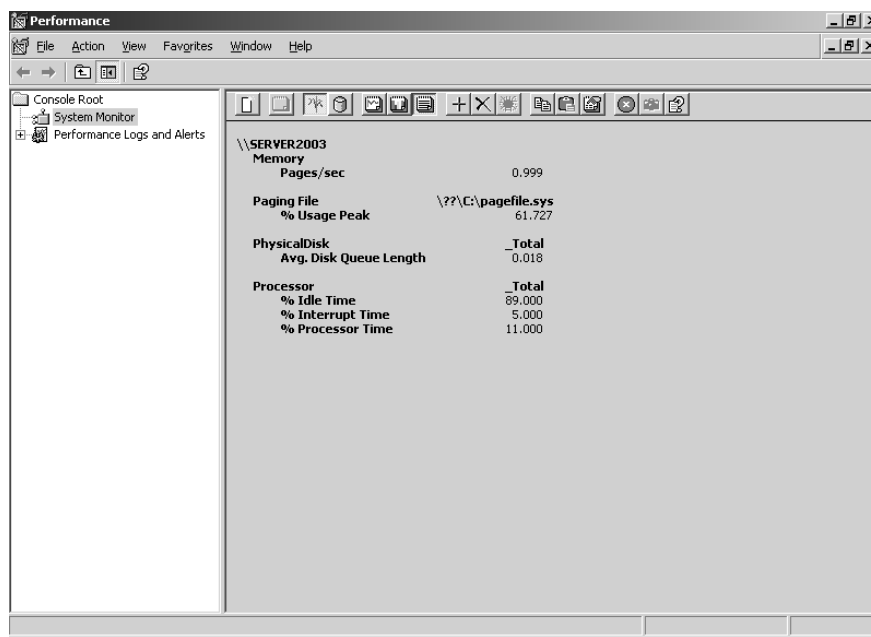 Performance
File Action View Favorites Window Help
Console Root
System Monitor
Performance Logs and Alerts
\\SERVER2003
Memory
Pages/sec 0.999
Paging File \??\C:\pagefile.sys
% Usage Peak 61.727
PhysicalDisk _Total
Avg. Disk Queue Length 0.018
Processor _Total
% Idle Time 89.000
% Interrupt Time 5.000
% Processor Time 11.000